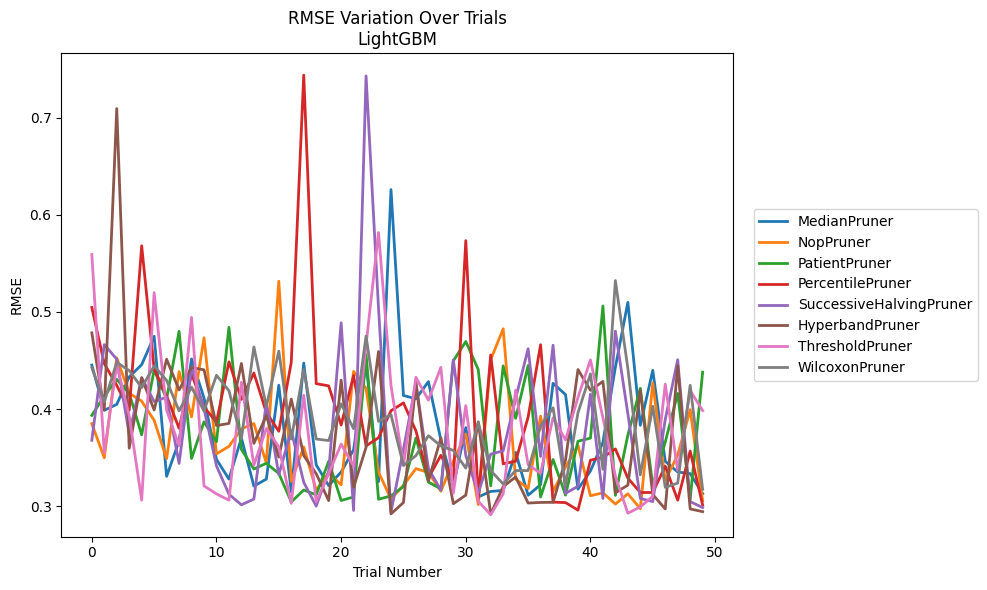 RMSE Variation Over Trials
LightGBM
RMSE
0.7
0.6
0.5
0.4
0.3
0
10
20
30
40
50
Trial Number
MedianPruner
NopPruner
PatientPruner
PercentilePruner
SuccessiveHalvingPruner
HyperbandPruner
ThresholdPruner
WilcoxonPruner